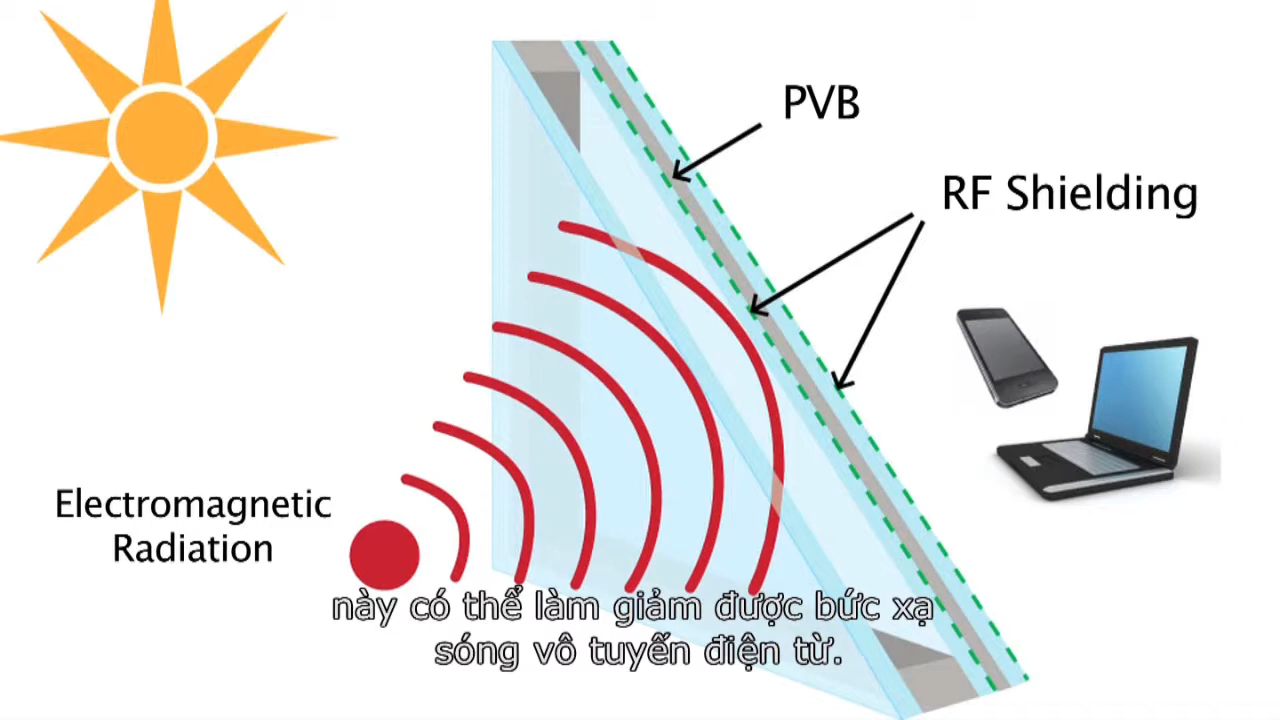 PVB
RF Shielding
Electromagnetic
Radiation
này có thể làm giảm được bức xạ
sóng vô tuyến điện từ.